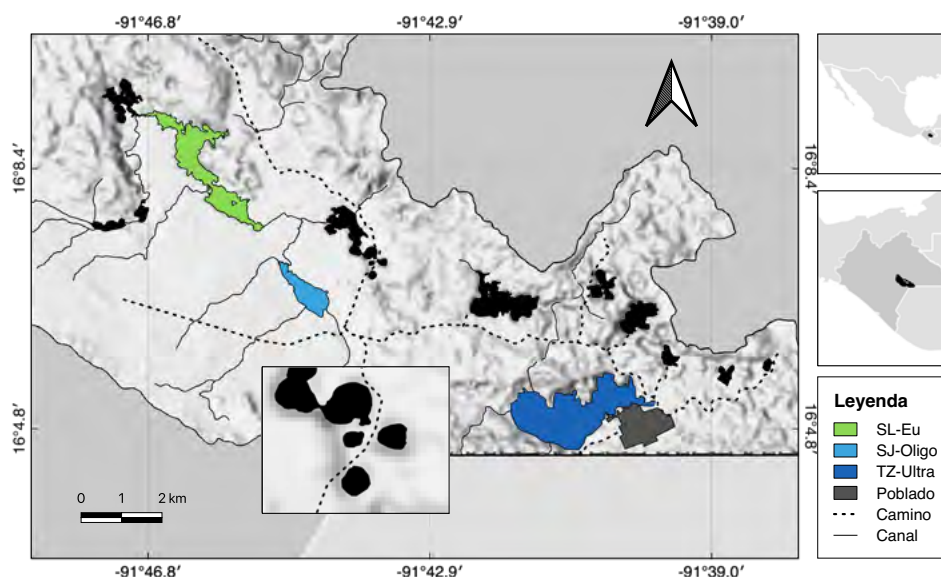 -91°46.8′ -91°42.9′ -91°39.0′
16°8.4′ 16°8.4′
16°4.8′ 16°4.8′
0 1 2 km
-91°46.8′ -91°42.9′ -91°39.0′
Leyenda
SL-Eu
SJ-Oligo
TZ-Ultra
Poblado
Camino
Canal